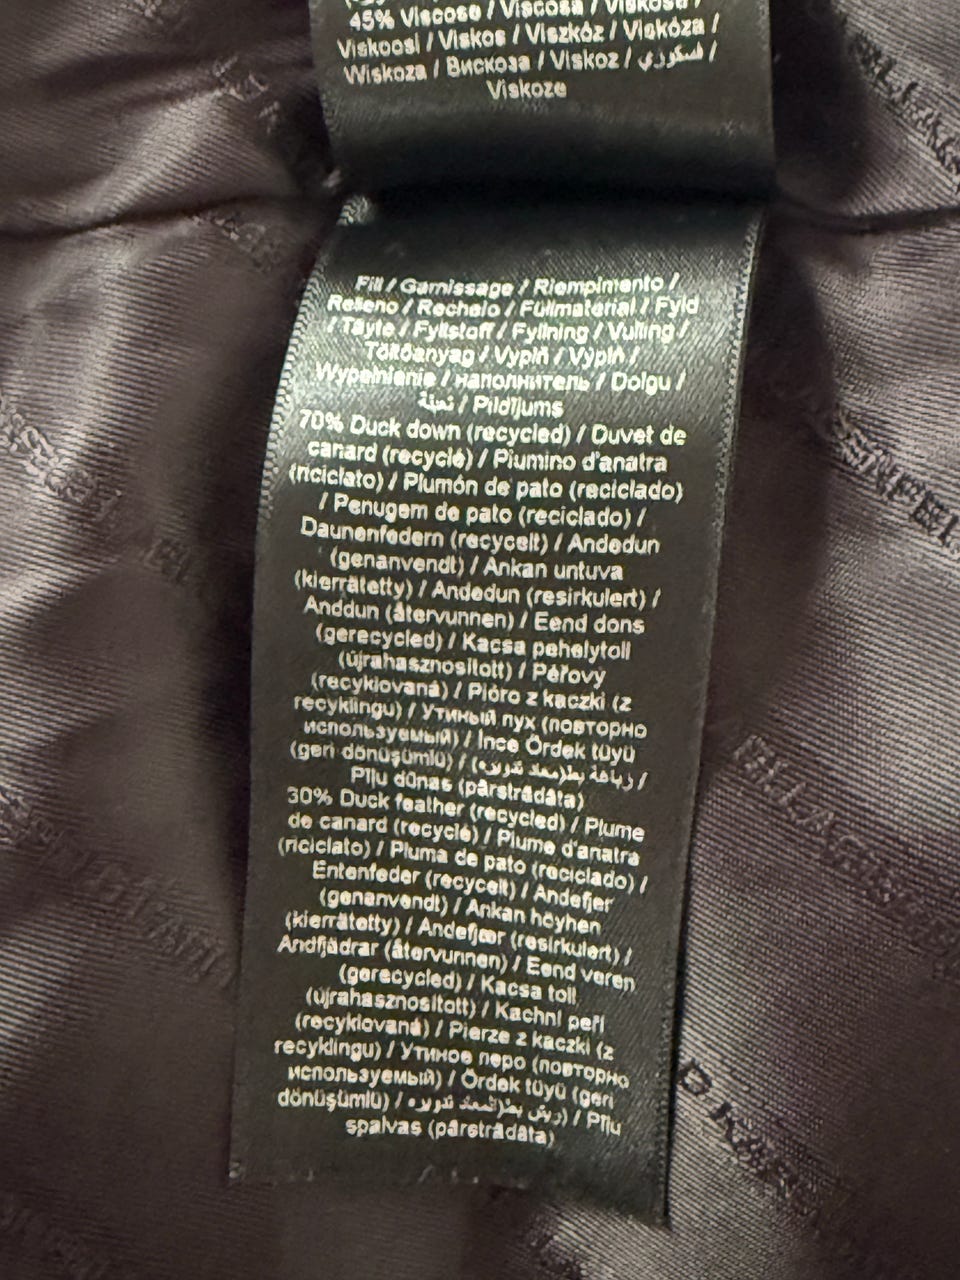 45% Viscose / Viscosa / Viskose /
Viskoosi / Viskos / Viszkóz / Viskóza /
Wiskoza / Вискоза / Viskoz / فسكوزي /
Viskoze
Fill / Garnissage / Riempimento /
Relleno / Recheio / Füllmaterial / Fyld
/ Täyte / Fyllstoff / Fyllning / Vulling /
Töltőanyag / Výplň / Výplň /
Wypełnienie / наполнитель / Dolgu /
تعبئة / Pildījums
70% Duck down (recycled) / Duvet de
canard (recyclé) / Piumino d'anatra
(riciclato) / Plumón de pato (reciclado)
/ Penugem de pato (reciclado) /
Daunenfedern (recycelt) / Andedun
(genanvendt) / Ankan untuva
(kierrätetty) / Andedun (resirkulert) /
Anddun (återvunnen) / Eend dons
(gerecycled) / Kacsa pehelytoll
(újrahasznosított) / Péřový
(recyklovaná) / Pióro z kaczki (z
recyklingu) / Утиный пух (повторно
используемый) / İnce Ördek tüyü
(geri dönüşümlü) /
Pīļu dūnas (pārstrādāta)
30% Duck feather (recycled) / Plume
de canard (recyclé) / Piume d'anatra
(riciclato) / Pluma de pato (reciclado) /
Entenfeder (recycelt) / Andefjer
(genanvendt) / Ankan höyhen
(kierrätetty) / Andefjær (resirkulert) /
Andfjädrar (återvunnen) / Eend veren
(gerecycled) / Kacsa toll
(újrahasznosított) / Kachní peří
(recyklovaná) / Pierze z kaczki (z
recyklingu) / Утиное перо (повторно
используемый) / Ördek tüyü (geri
dönüşümlü) / / Pīļu
spalvas (pārstrādāta)